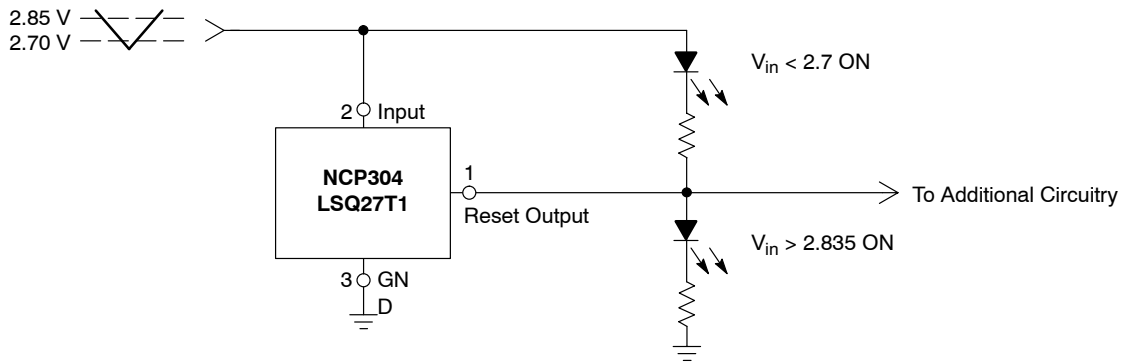 2.85 V
2.70 V
Vin < 2.7 ON
2 Input
NCP304
LSQ27T1
1
Reset Output
To Additional Circuitry
Vin > 2.835 ON
3 GN
D